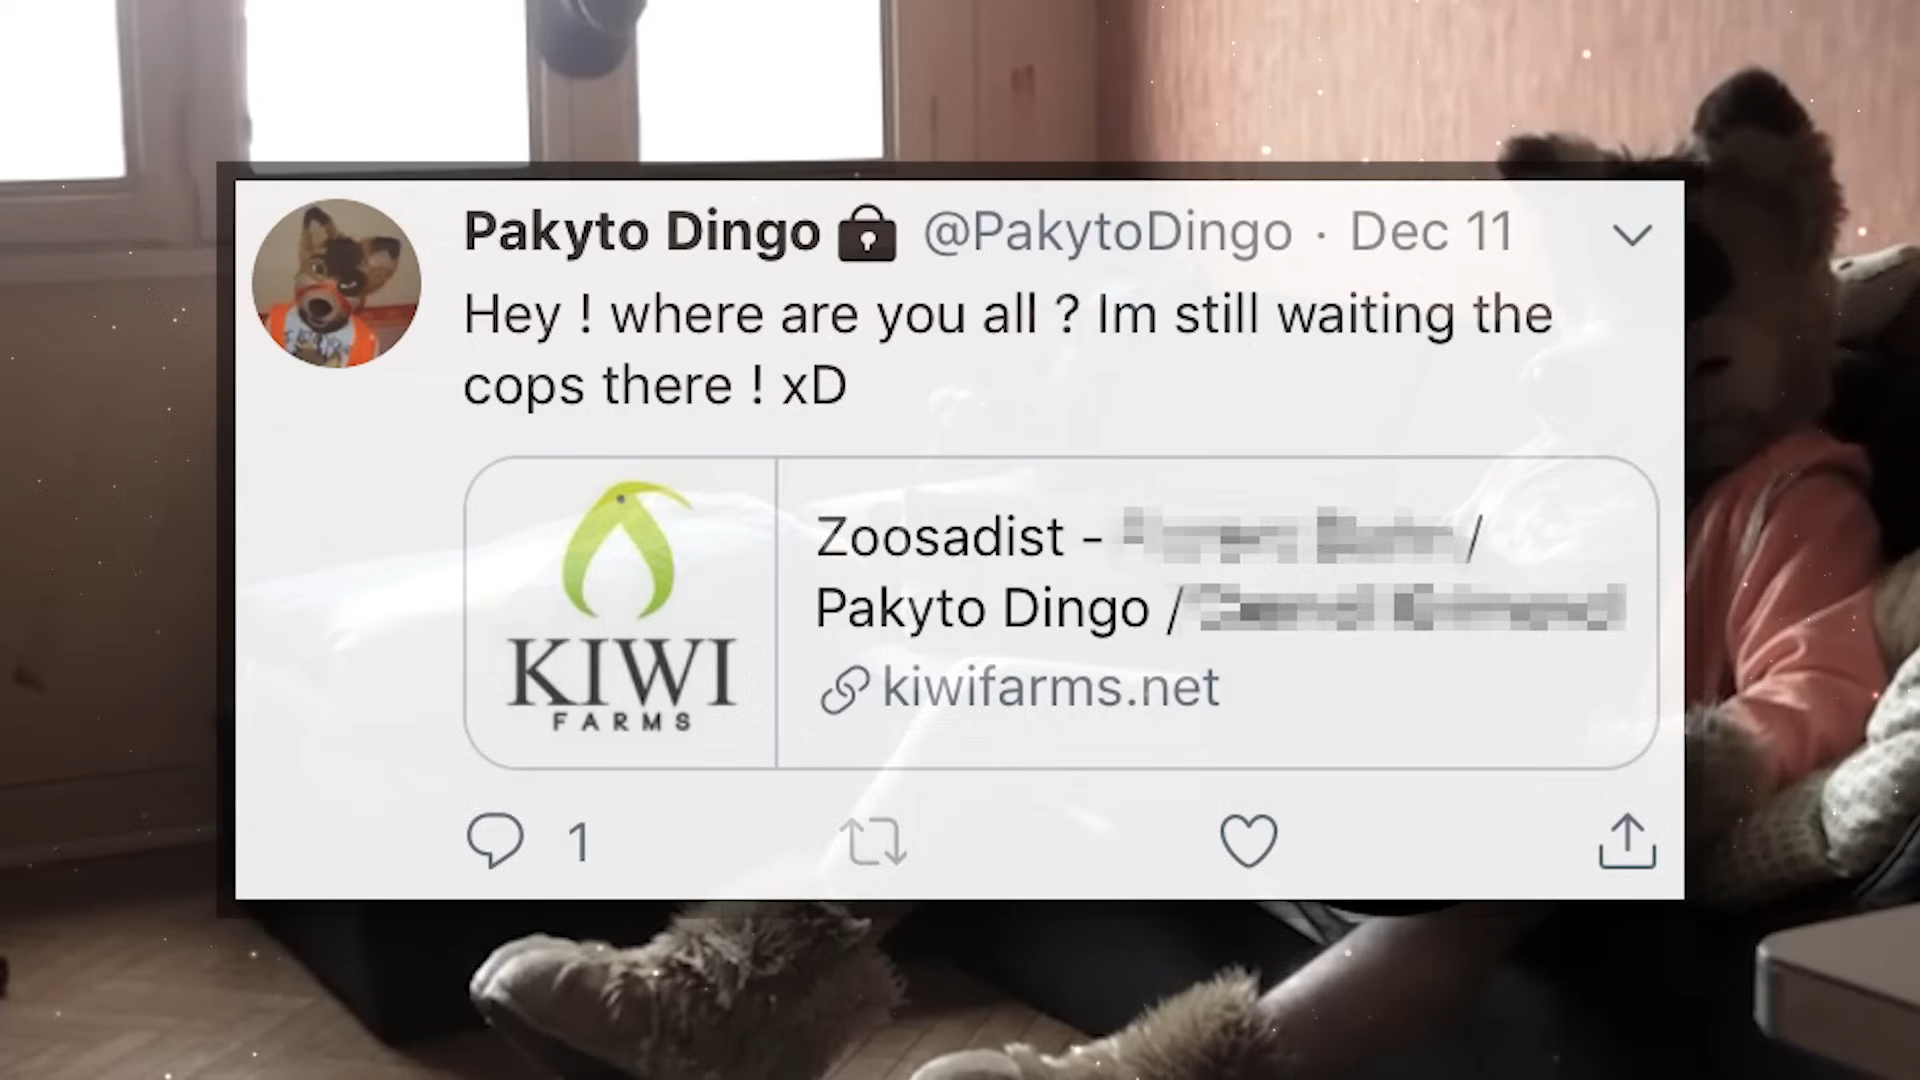 Pakyto Dingo @PakytoDingo · Dec 11
Hey ! where are you all ? Im still waiting the
cops there ! xD
Zoosadist - /
Pakyto Dingo /
KIWI
FARMS
kiwifarms.net
1